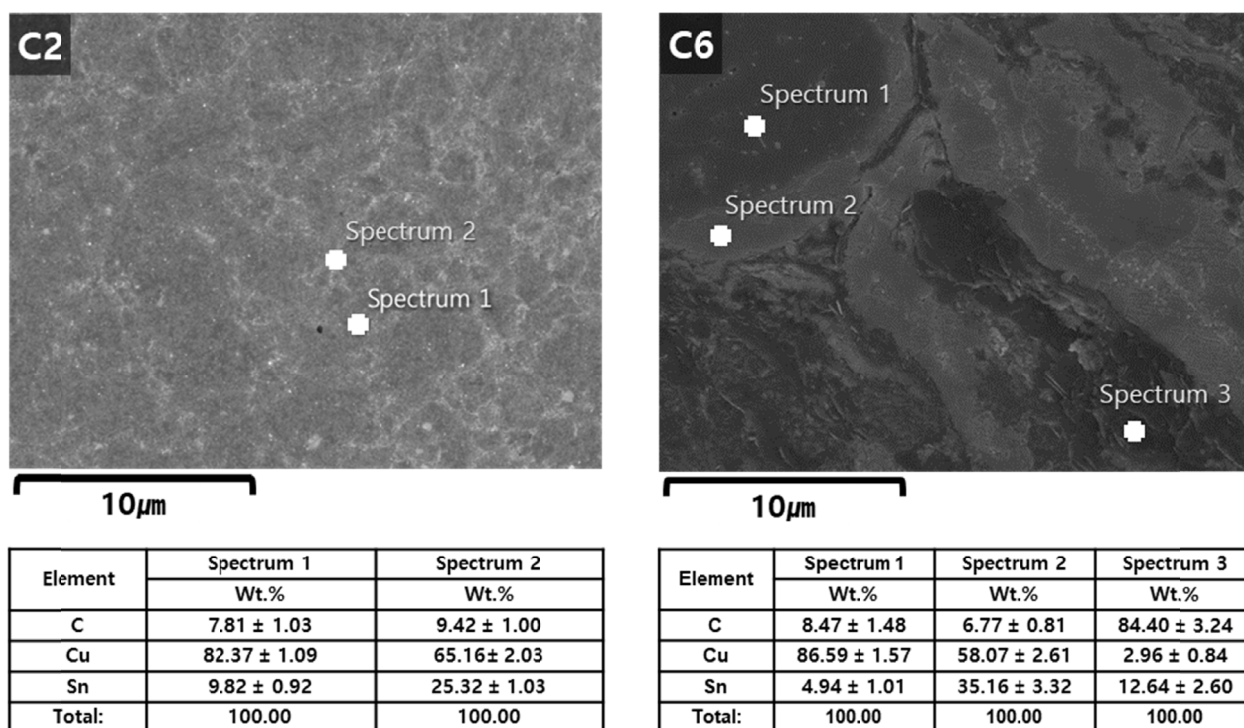 C2
Spectrum 2
Spectrum 1
10㎛
Element Spectrum 1 Spectrum 2
Wt.% Wt.%
C 7.81 ± 1.03 9.42 ± 1.00
Cu 82.37 ± 1.09 65.16± 2.03
Sn 9.82 ± 0.92 25.32 ± 1.03
Total: 100.00 100.00
C6
Spectrum 1
Spectrum 2
Spectrum 3
10㎛
Element Spectrum 1 Spectrum 2 Spectrum 3
Wt.% Wt.% Wt.%
C 8.47 ± 1.48 6.77 ± 0.81 84.40 ± 3.24
Cu 86.59 ± 1.57 58.07 ± 2.61 2.96 ± 0.84
Sn 4.94 ± 1.01 35.16 ± 3.32 12.64 ± 2.60
Total: 100.00 100.00 100.00